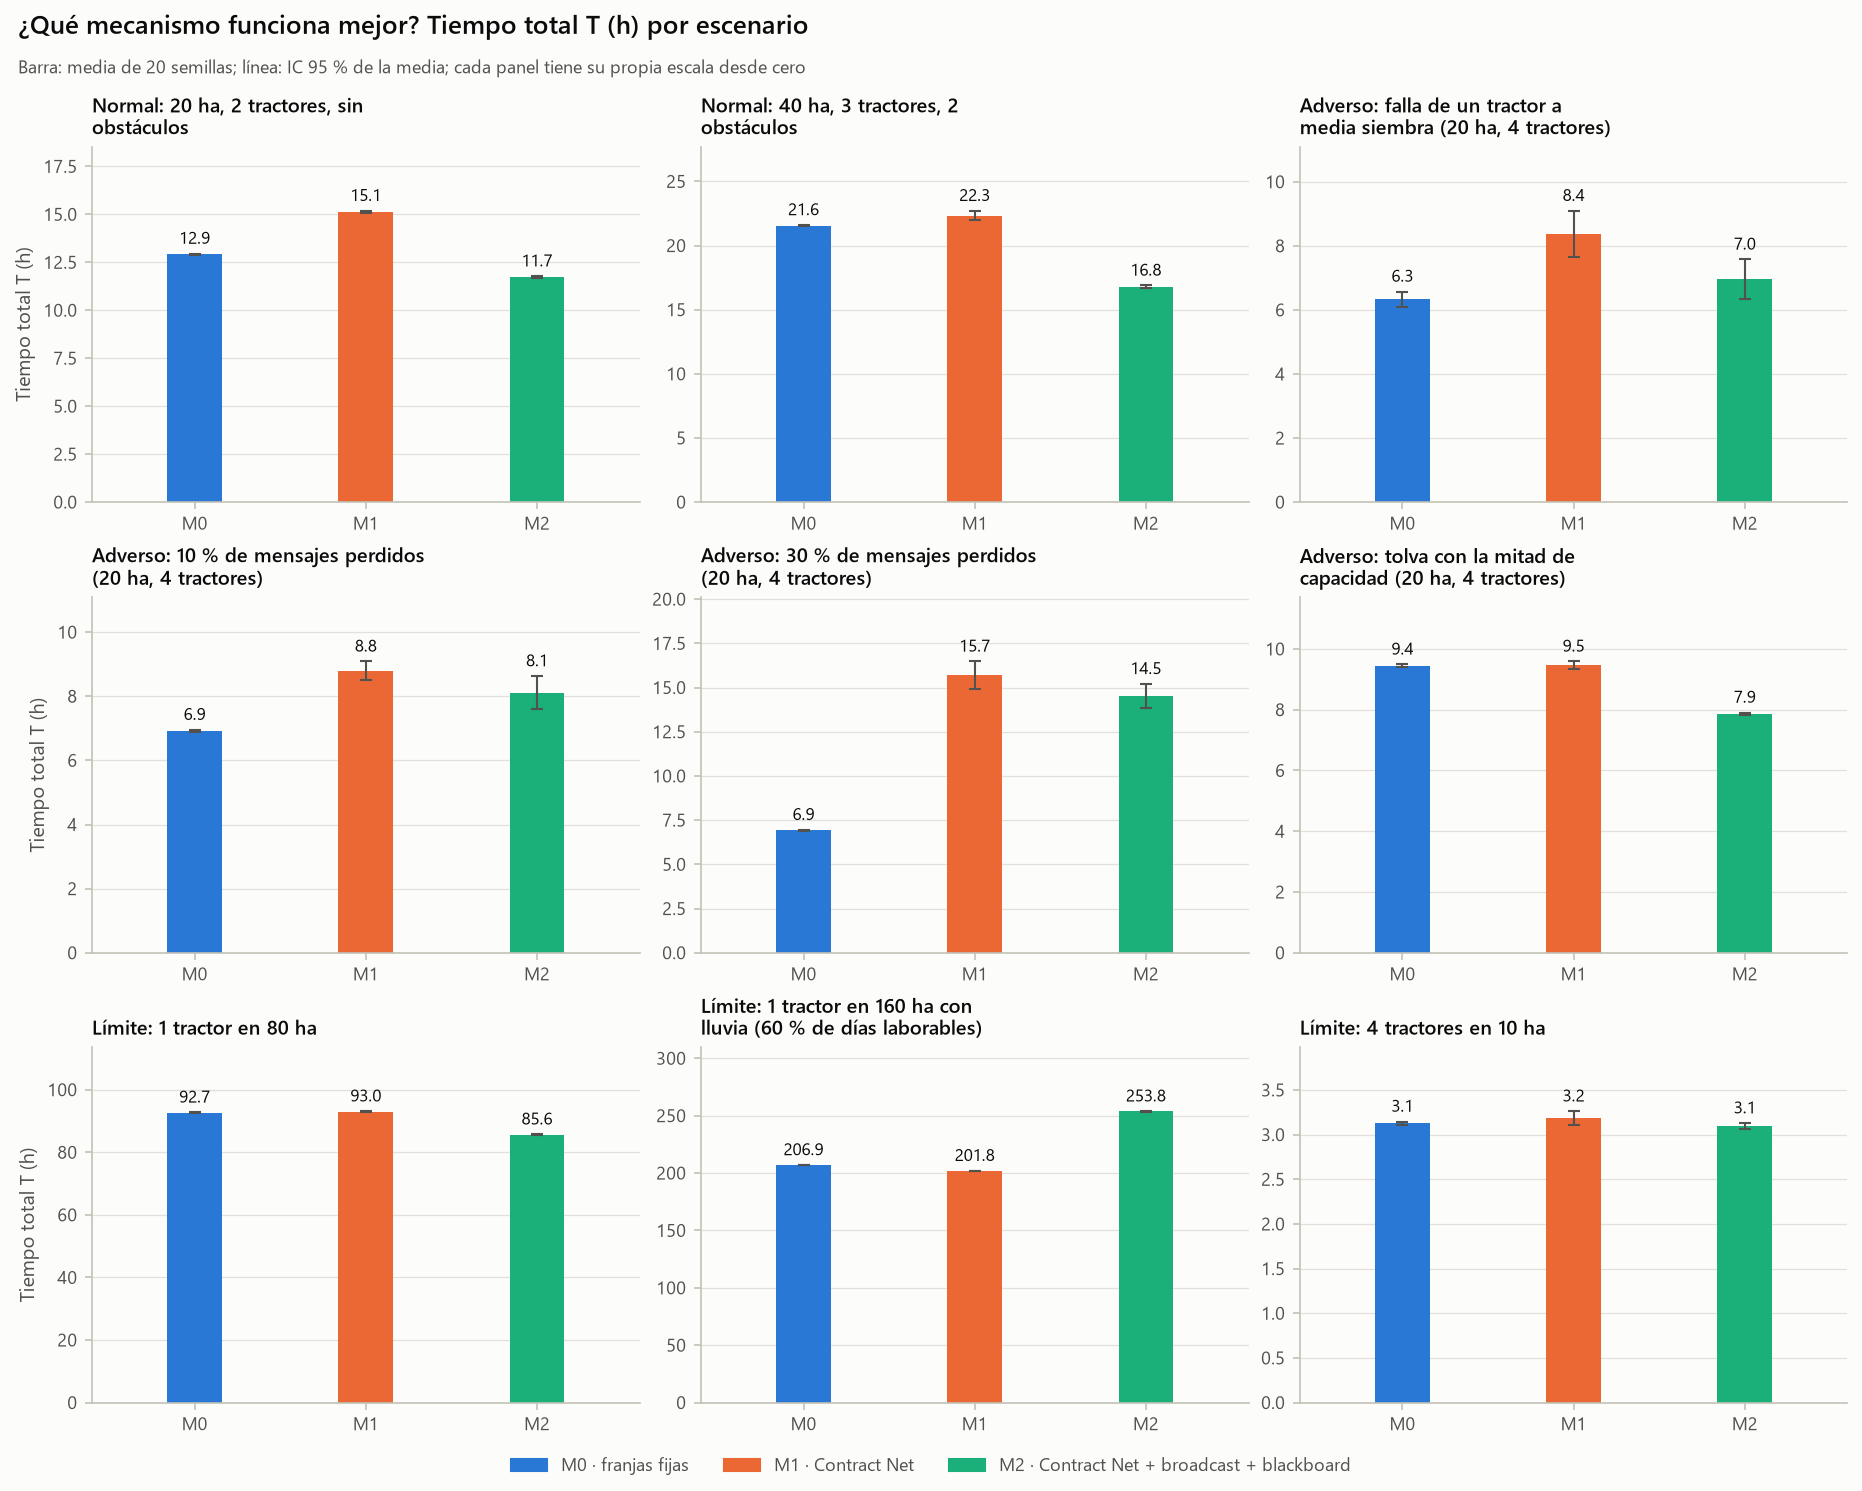 ¿Qué mecanismo funciona mejor? Tiempo total T (h) por escenario
Barra: media de 20 semillas; línea: IC 95 % de la media; cada panel tiene su propia escala desde cero
Normal: 20 ha, 2 tractores, sin
obstáculos
Tiempo total T (h)
17.5
15.0
12.5
10.0
7.5
5.0
2.5
0.0
12.9
15.1
11.7
M0
M1
M2
Normal: 40 ha, 3 tractores, 2
obstáculos
25
20
15
10
5
0
21.6
22.3
16.8
M0
M1
M2
Adverso: falla de un tractor a
media siembra (20 ha, 4 tractores)
10
8
6
4
2
0
6.3
8.4
7.0
M0
M1
M2
Adverso: 10 % de mensajes perdidos
(20 ha, 4 tractores)
Tiempo total T (h)
10
8
6
4
2
0
6.9
8.8
8.1
M0
M1
M2
Adverso: 30 % de mensajes perdidos
(20 ha, 4 tractores)
20.0
17.5
15.0
12.5
10.0
7.5
5.0
2.5
0.0
6.9
15.7
14.5
M0
M1
M2
Adverso: tolva con la mitad de
capacidad (20 ha, 4 tractores)
10
8
6
4
2
0
9.4
9.5
7.9
M0
M1
M2
Límite: 1 tractor en 80 ha
Tiempo total T (h)
100
80
60
40
20
0
92.7
93.0
85.6
M0
M1
M2
Límite: 1 tractor en 160 ha con
lluvia (60 % de días laborables)
300
250
200
150
100
50
0
206.9
201.8
253.8
M0
M1
M2
Límite: 4 tractores en 10 ha
3.5
3.0
2.5
2.0
1.5
1.0
0.5
0.0
3.1
3.2
3.1
M0
M1
M2
M0 · franjas fijas
M1 · Contract Net
M2 · Contract Net + broadcast + blackboard